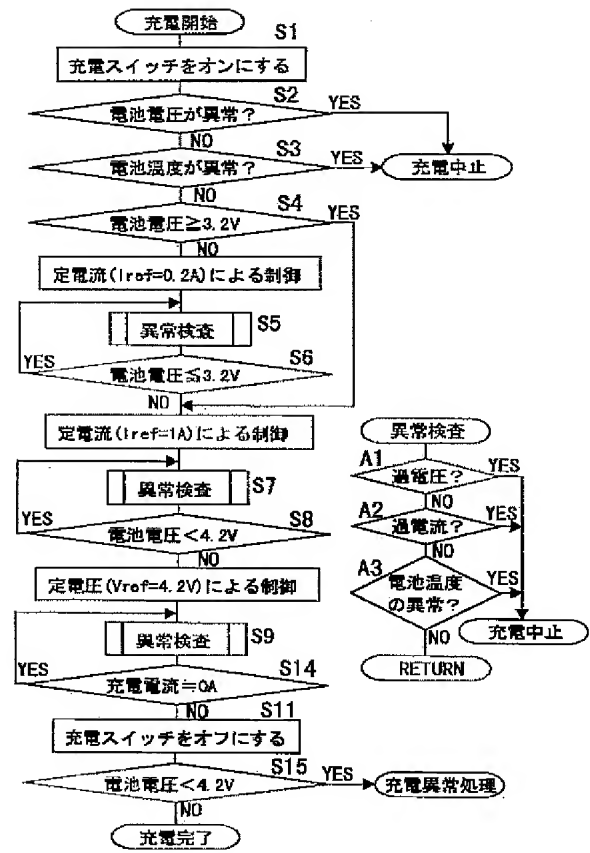 充電開始
S1
充電スイッチをオンにする
S2
電池電圧が異常?
YES
NO
S3
電池温度が異常?
YES
充電中止
NO
S4
電池電圧≧3.2V
YES
NO
定電流(Iref=0.2A)による制御
異常検査
S5
YES
S6
電池電圧≦3.2V
NO
定電流(Iref=1A)による制御
異常検査
S7
YES
S8
電池電圧<4.2V
NO
定電圧(Vref=4.2V)による制御
異常検査
S9
YES
S14
充電電流≒0A
NO
S11
充電スイッチをオフにする
S15
電池電圧<4.2V
YES
充電異常処理
NO
充電完了
異常検査
A1
過電圧?
YES
NO
A2
過電流?
YES
NO
A3
電池温度
の異常?
YES
NO
充電中止
RETURN